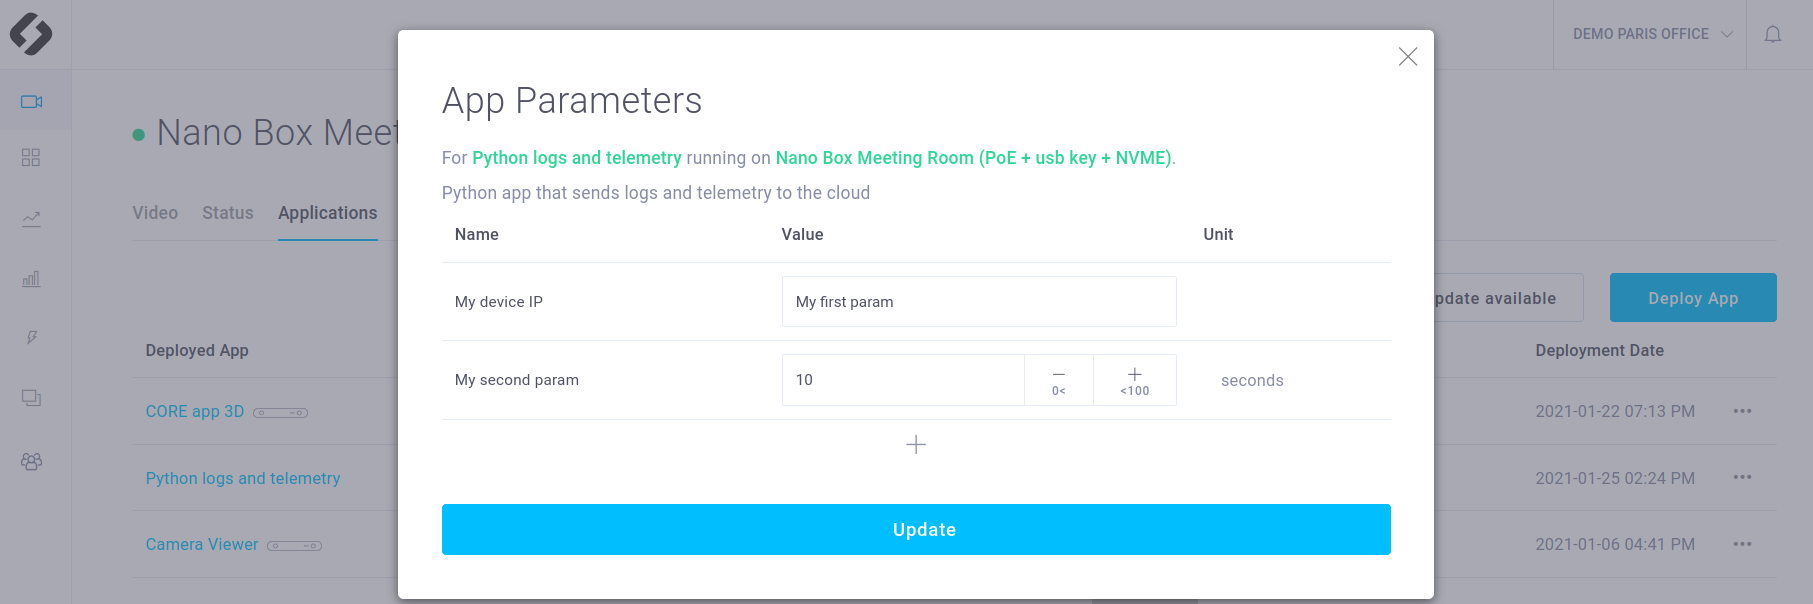 DEMO PARIS OFFICE
Nano Box Meet
Video Status Applications
pdate available
Deploy App
Deployed App
Deployment Date
CORE app 3D
2021-01-22 07:13 PM
Python logs and telemetry
2021-01-25 02:24 PM
Camera Viewer
2021-01-06 04:41 PM
App Parameters
For Python logs and telemetry running on Nano Box Meeting Room (PoE + usb key + NVME).
Python app that sends logs and telemetry to the cloud
Name Value Unit
My device IP My first param
My second param 10 − 0< + <100 seconds
+
Update